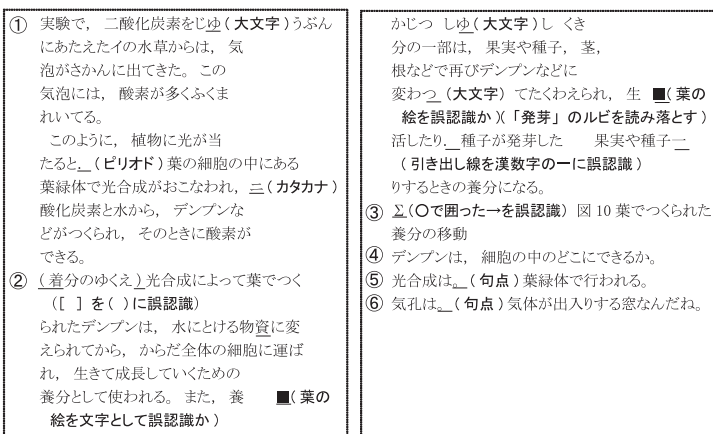 ① 実験で， 二酸化炭素をじゆ(大文字)うぶん
にあたえたイの水草からは， 気
泡がさかんに出てきた。 この
気泡には， 酸素が多くふくま
れいてる。
このように， 植物に光が当
たると．(ピリオド)葉の細胞の中にある
葉緑体で光合成がおこなわれ，ニ(カタカナ)
酸化炭素と水から， デンプンな
どがつくられ， そのときに酸素が
できる。
② (着分のゆくえ)光合成によって葉でつく
([ ]を( )に誤認識)
られたデンプンは， 水にとける物資に変
えられてから， からだ全体の細胞に運ば
れ， 生きて成長していくための
養分として使われる。 また， 養 ■(葉の
絵を文字として誤認識か)
かじつ しゆ(大文字)し くき
分の一部は， 果実や種子， 茎，
根などで再びデンプンなどに
変わつ(大文字) てたくわえられ， 生 ■(葉の
絵を誤認識か)(「発芽」のルビを読み落とす)
活したり．種子が発芽した 果実や種子一
(引き出し線を漢数字の一に誤認識)
りするときの養分になる。
③ Σ(○で囲った→を誤認識) 図10葉でつくられた
養分の移動
④ デンプンは， 細胞の中のどこにできるか。
⑤ 光合成は。(句点)葉緑体で行われる。
⑥ 気孔は。(句点)気体が出入りする窓なんだね。